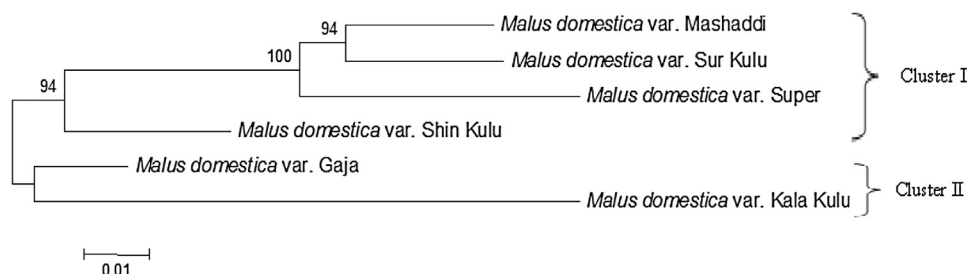 94 Malus domestica var. Mashaddi
100 Malus domestica var. Sur Kulu
Cluster I
94 Malus domestica var. Super
Malus domestica var. Shin Kulu
Malus domestica var. Gaja
Cluster II
Malus domestica var. Kala Kulu
0.01